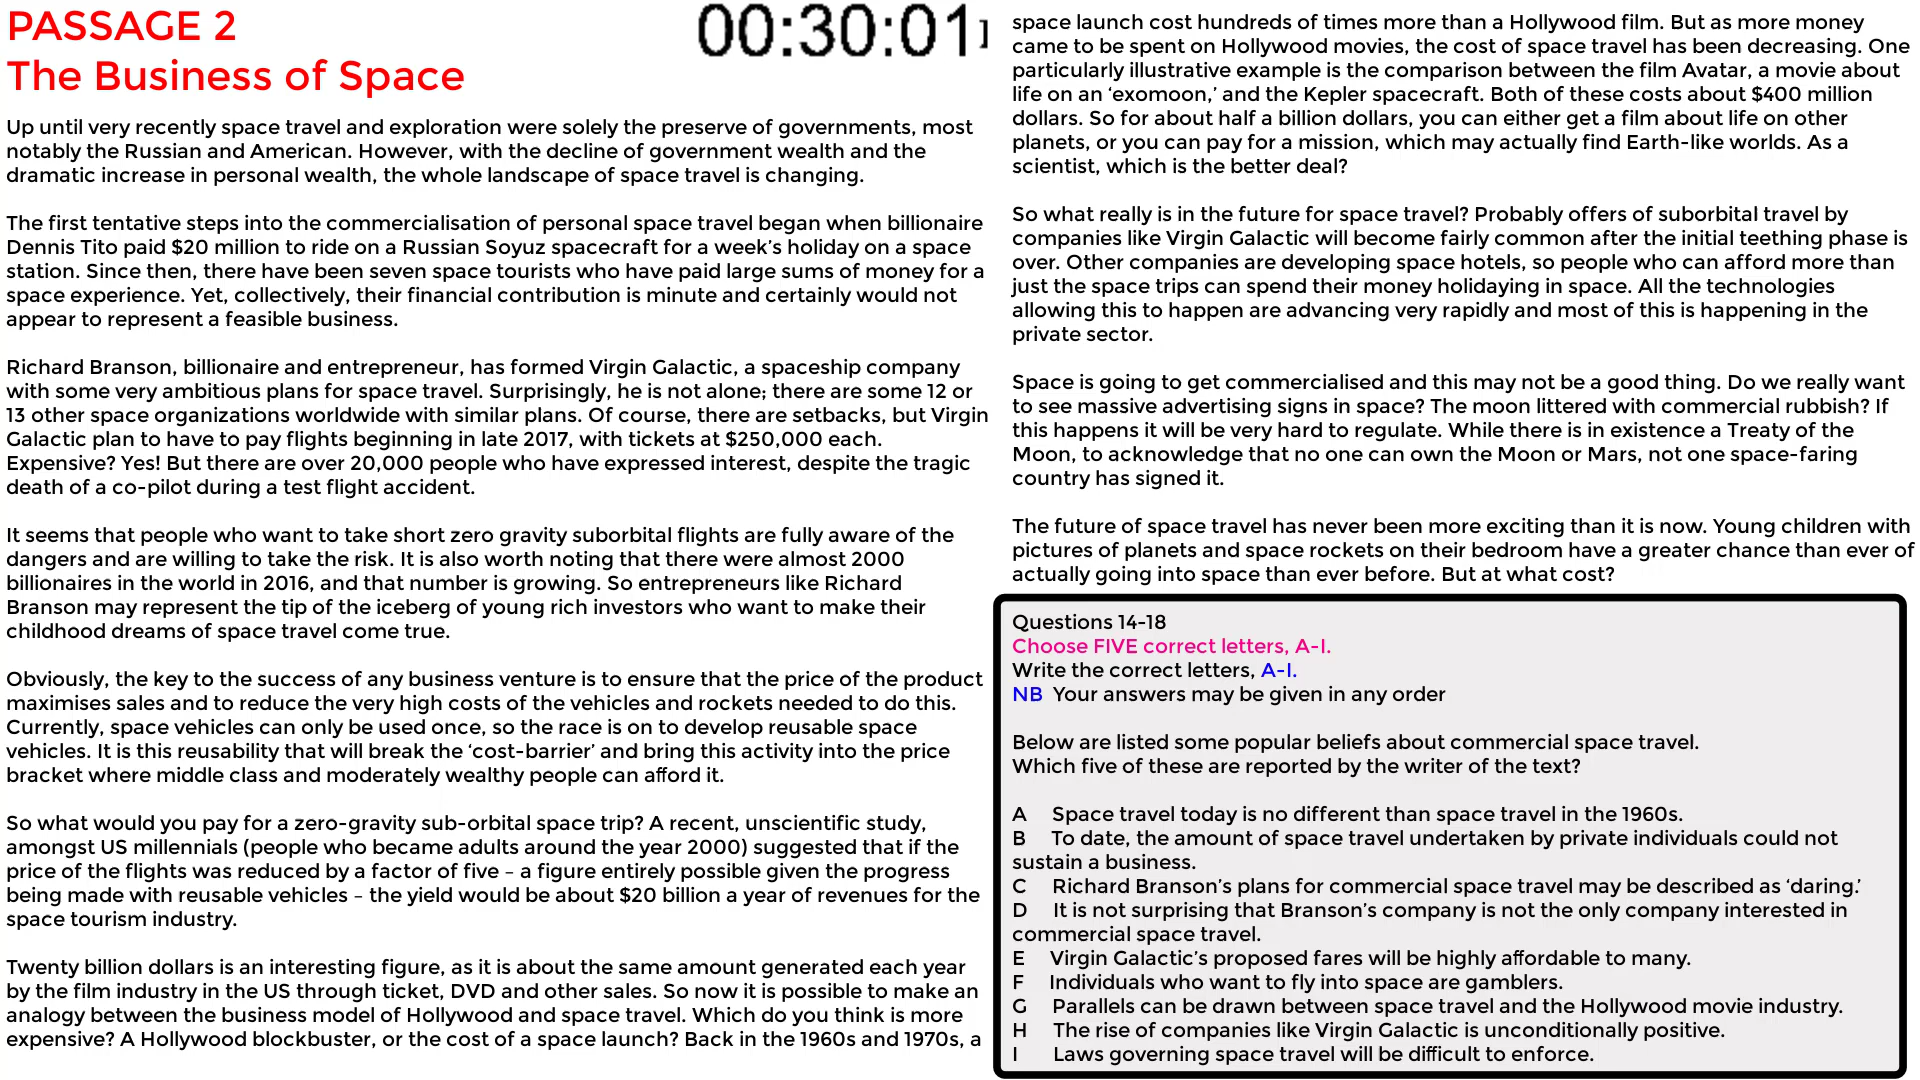 PASSAGE 2
The Business of Space
00:30:01
Up until very recently space travel and exploration were solely the preserve of governments, most
notably the Russian and American. However, with the decline of government wealth and the
dramatic increase in personal wealth, the whole landscape of space travel is changing.
The first tentative steps into the commercialisation of personal space travel began when billionaire
Dennis Tito paid $20 million to ride on a Russian Soyuz spacecraft for a week's holiday on a space
station. Since then, there have been seven space tourists who have paid large sums of money for a
space experience. Yet, collectively, their financial contribution is minute and certainly would not
appear to represent a feasible business.
Richard Branson, billionaire and entrepreneur, has formed Virgin Galactic, a spaceship company
with some very ambitious plans for space travel. Surprisingly, he is not alone; there are some 12 or
13 other space organizations worldwide with similar plans. Of course, there are setbacks, but Virgin
Galactic plan to have to pay flights beginning in late 2017, with tickets at $250,000 each.
Expensive? Yes! But there are over 20,000 people who have expressed interest, despite the tragic
death of a co-pilot during a test flight accident.
It seems that people who want to take short zero gravity suborbital flights are fully aware of the
dangers and are willing to take the risk. It is also worth noting that there were almost 2000
billionaires in the world in 2016, and that number is growing. So entrepreneurs like Richard
Branson may represent the tip of the iceberg of young rich investors who want to make their
childhood dreams of space travel come true.
Obviously, the key to the success of any business venture is to ensure that the price of the product
maximises sales and to reduce the very high costs of the vehicles and rockets needed to do this.
Currently, space vehicles can only be used once, so the race is on to develop reusable space
vehicles. It is this reusability that will break the 'cost-barrier' and bring this activity into the price
bracket where middle class and moderately wealthy people can afford it.
So what would you pay for a zero-gravity sub-orbital space trip? A recent, unscientific study,
amongst US millennials (people who became adults around the year 2000) suggested that if the
price of the flights was reduced by a factor of five – a figure entirely possible given the progress
being made with reusable vehicles – the yield would be about $20 billion a year of revenues for the
space tourism industry.
Twenty billion dollars is an interesting figure, as it is about the same amount generated each year
by the film industry in the US through ticket, DVD and other sales. So now it is possible to make an
analogy between the business model of Hollywood and space travel. Which do you think is more
expensive? A Hollywood blockbuster, or the cost of a space launch? Back in the 1960s and 1970s, a
space launch cost hundreds of times more than a Hollywood film. But as more money
came to be spent on Hollywood movies, the cost of space travel has been decreasing. One
particularly illustrative example is the comparison between the film Avatar, a movie about
life on an 'exomoon,' and the Kepler spacecraft. Both of these costs about $400 million
dollars. So for about half a billion dollars, you can either get a film about life on other
planets, or you can pay for a mission, which may actually find Earth-like worlds. As a
scientist, which is the better deal?
So what really is in the future for space travel? Probably offers of suborbital travel by
companies like Virgin Galactic will become fairly common after the initial teething phase is
over. Other companies are developing space hotels, so people who can afford more than
just the space trips can spend their money holidaying in space. All the technologies
allowing this to happen are advancing very rapidly and most of this is happening in the
private sector.
Space is going to get commercialised and this may not be a good thing. Do we really want
to see massive advertising signs in space? The moon littered with commercial rubbish? If
this happens it will be very hard to regulate. While there is in existence a Treaty of the
Moon, to acknowledge that no one can own the Moon or Mars, not one space-faring
country has signed it.
The future of space travel has never been more exciting than it is now. Young children with
pictures of planets and space rockets on their bedroom have a greater chance than ever of
actually going into space than ever before. But at what cost?
Questions 14-18
Choose FIVE correct letters, A-I.
Write the correct letters, A-I.
NB Your answers may be given in any order
Below are listed some popular beliefs about commercial space travel.
Which five of these are reported by the writer of the text?
A Space travel today is no different than space travel in the 1960s.
B To date, the amount of space travel undertaken by private individuals could not
sustain a business.
C Richard Branson's plans for commercial space travel may be described as 'daring.'
D It is not surprising that Branson's company is not the only company interested in
commercial space travel.
E Virgin Galactic's proposed fares will be highly affordable to many.
F Individuals who want to fly into space are gamblers.
G Parallels can be drawn between space travel and the Hollywood movie industry.
H The rise of companies like Virgin Galactic is unconditionally positive.
I Laws governing space travel will be difficult to enforce.